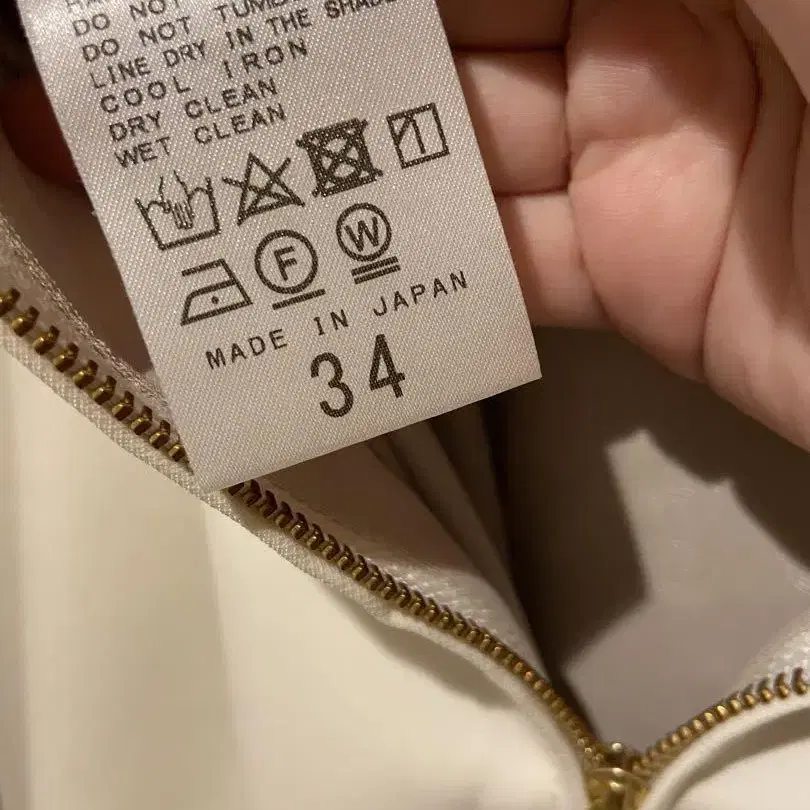 DO NOT
DO NOT TUMB
LINE DRY IN THE SHADE
COOL IRON
DRY CLEAN
WET CLEAN
F W
MADE IN JAPAN
34